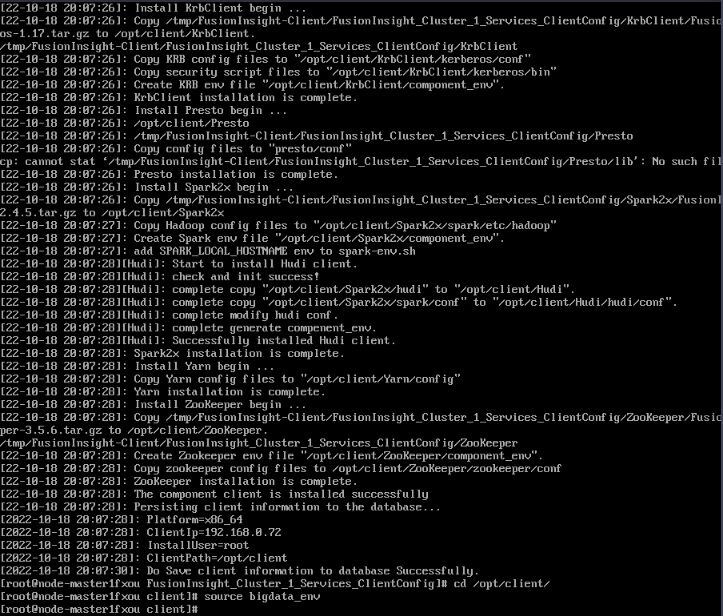 [22-10-18 20:07:26]: Install KrbClient begin ...
[22-10-18 20:07:26]: Copy /tmp/FusionInsight-Client/FusionInsight_Cluster_1_Services_ClientConfig/KrbClient/Fusio
os-1.17.tar.gz to /opt/client/KrbClient.
/tmp/FusionInsight-Client/FusionInsight_Cluster_1_Services_ClientConfig/KrbClient
[22-10-18 20:07:26]: Copy KRB config files to "/opt/client/KrbClient/kerberos/conf"
[22-10-18 20:07:26]: Copy security script files to "/opt/client/KrbClient/kerberos/bin"
[22-10-18 20:07:26]: Create KRB env file "/opt/client/KrbClient/component_env".
[22-10-18 20:07:26]: KrbClient installation is complete.
[22-10-18 20:07:26]: Install Presto begin ...
[22-10-18 20:07:26]: /opt/client/Presto
[22-10-18 20:07:26]: /tmp/FusionInsight-Client/FusionInsight_Cluster_1_Services_ClientConfig/Presto
[22-10-18 20:07:26]: Copy config files to "presto/conf"
cp: cannot stat ‘/tmp/FusionInsight-Client/FusionInsight_Cluster_1_Services_ClientConfig/Presto/lib’: No such fil
[22-10-18 20:07:26]: Presto installation is complete.
[22-10-18 20:07:26]: Install Spark2x begin ...
[22-10-18 20:07:26]: Copy /tmp/FusionInsight-Client/FusionInsight_Cluster_1_Services_ClientConfig/Spark2x/FusionI
2.4.5.tar.gz to /opt/client/Spark2x
[22-10-18 20:07:27]: Copy Hadoop config files to "/opt/client/Spark2x/spark/etc/hadoop"
[22-10-18 20:07:27]: Create Spark env file "/opt/client/Spark2x/component_env".
[22-10-18 20:07:27]: add SPARK_LOCAL_HOSTNAME env to spark-env.sh
[22-10-18 20:07:28][Hudi]: Start to install Hudi client.
[22-10-18 20:07:28][Hudi]: check and init success!
[22-10-18 20:07:28][Hudi]: complete copy "/opt/client/Spark2x/hudi" to "/opt/client/Hudi".
[22-10-18 20:07:28][Hudi]: complete copy "/opt/client/Spark2x/spark/conf" to "/opt/client/Hudi/hudi/conf".
[22-10-18 20:07:28][Hudi]: complete modify hudi conf.
[22-10-18 20:07:28][Hudi]: complete generate compenent_env.
[22-10-18 20:07:28][Hudi]: Successfully installed Hudi client.
[22-10-18 20:07:28]: Spark2x installation is complete.
[22-10-18 20:07:28]: Install Yarn begin ...
[22-10-18 20:07:28]: Copy Yarn config files to "/opt/client/Yarn/config"
[22-10-18 20:07:28]: Yarn installation is complete.
[22-10-18 20:07:28]: Install ZooKeeper begin ...
[22-10-18 20:07:28]: Copy /tmp/FusionInsight-Client/FusionInsight_Cluster_1_Services_ClientConfig/ZooKeeper/Fusio
per-3.5.6.tar.gz to /opt/client/ZooKeeper.
/tmp/FusionInsight-Client/FusionInsight_Cluster_1_Services_ClientConfig/ZooKeeper
[22-10-18 20:07:28]: Create Zookeeper env file "/opt/client/ZooKeeper/component_env".
[22-10-18 20:07:28]: Copy zookeeper config files to /opt/client/ZooKeeper/zookeeper/conf
[22-10-18 20:07:28]: ZooKeeper installation is complete.
[22-10-18 20:07:28]: The component client is installed successfully
[22-10-18 20:07:28]: Persisting client information to the database...
[2022-10-18 20:07:28]: Platform=x86_64
[2022-10-18 20:07:28]: ClientIp=192.168.0.72
[2022-10-18 20:07:28]: InstallUser=root
[2022-10-18 20:07:28]: ClientPath=/opt/client
[2022-10-18 20:07:30]: Do Save client information to database Successfully.
[root@node-master1fxou FusionInsight_Cluster_1_Services_ClientConfig]# cd /opt/client/
[root@node-master1fxou client]# source bigdata_env
[root@node-master1fxou client]#